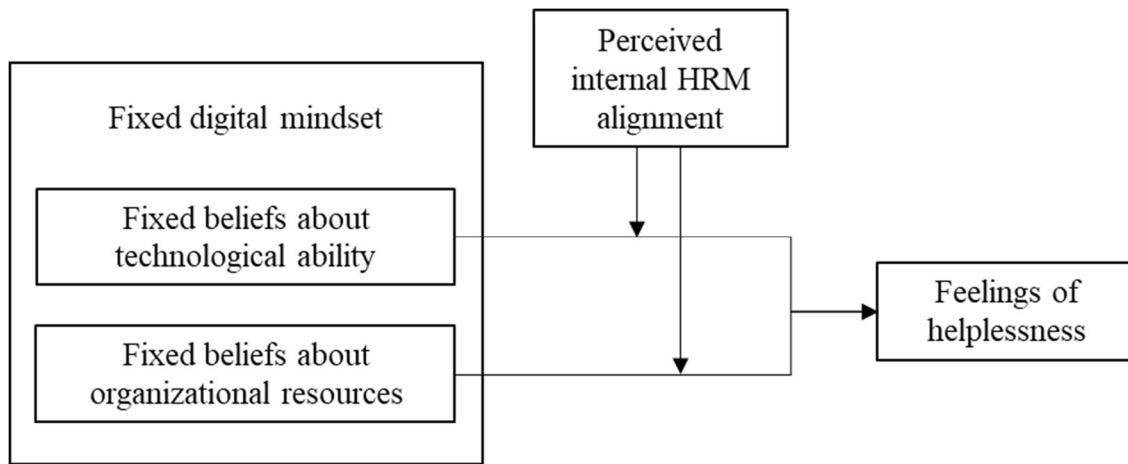 Perceived
internal HRM
alignment
Fixed digital mindset
Fixed beliefs about
technological ability
Fixed beliefs about
organizational resources
Feelings of
helplessness